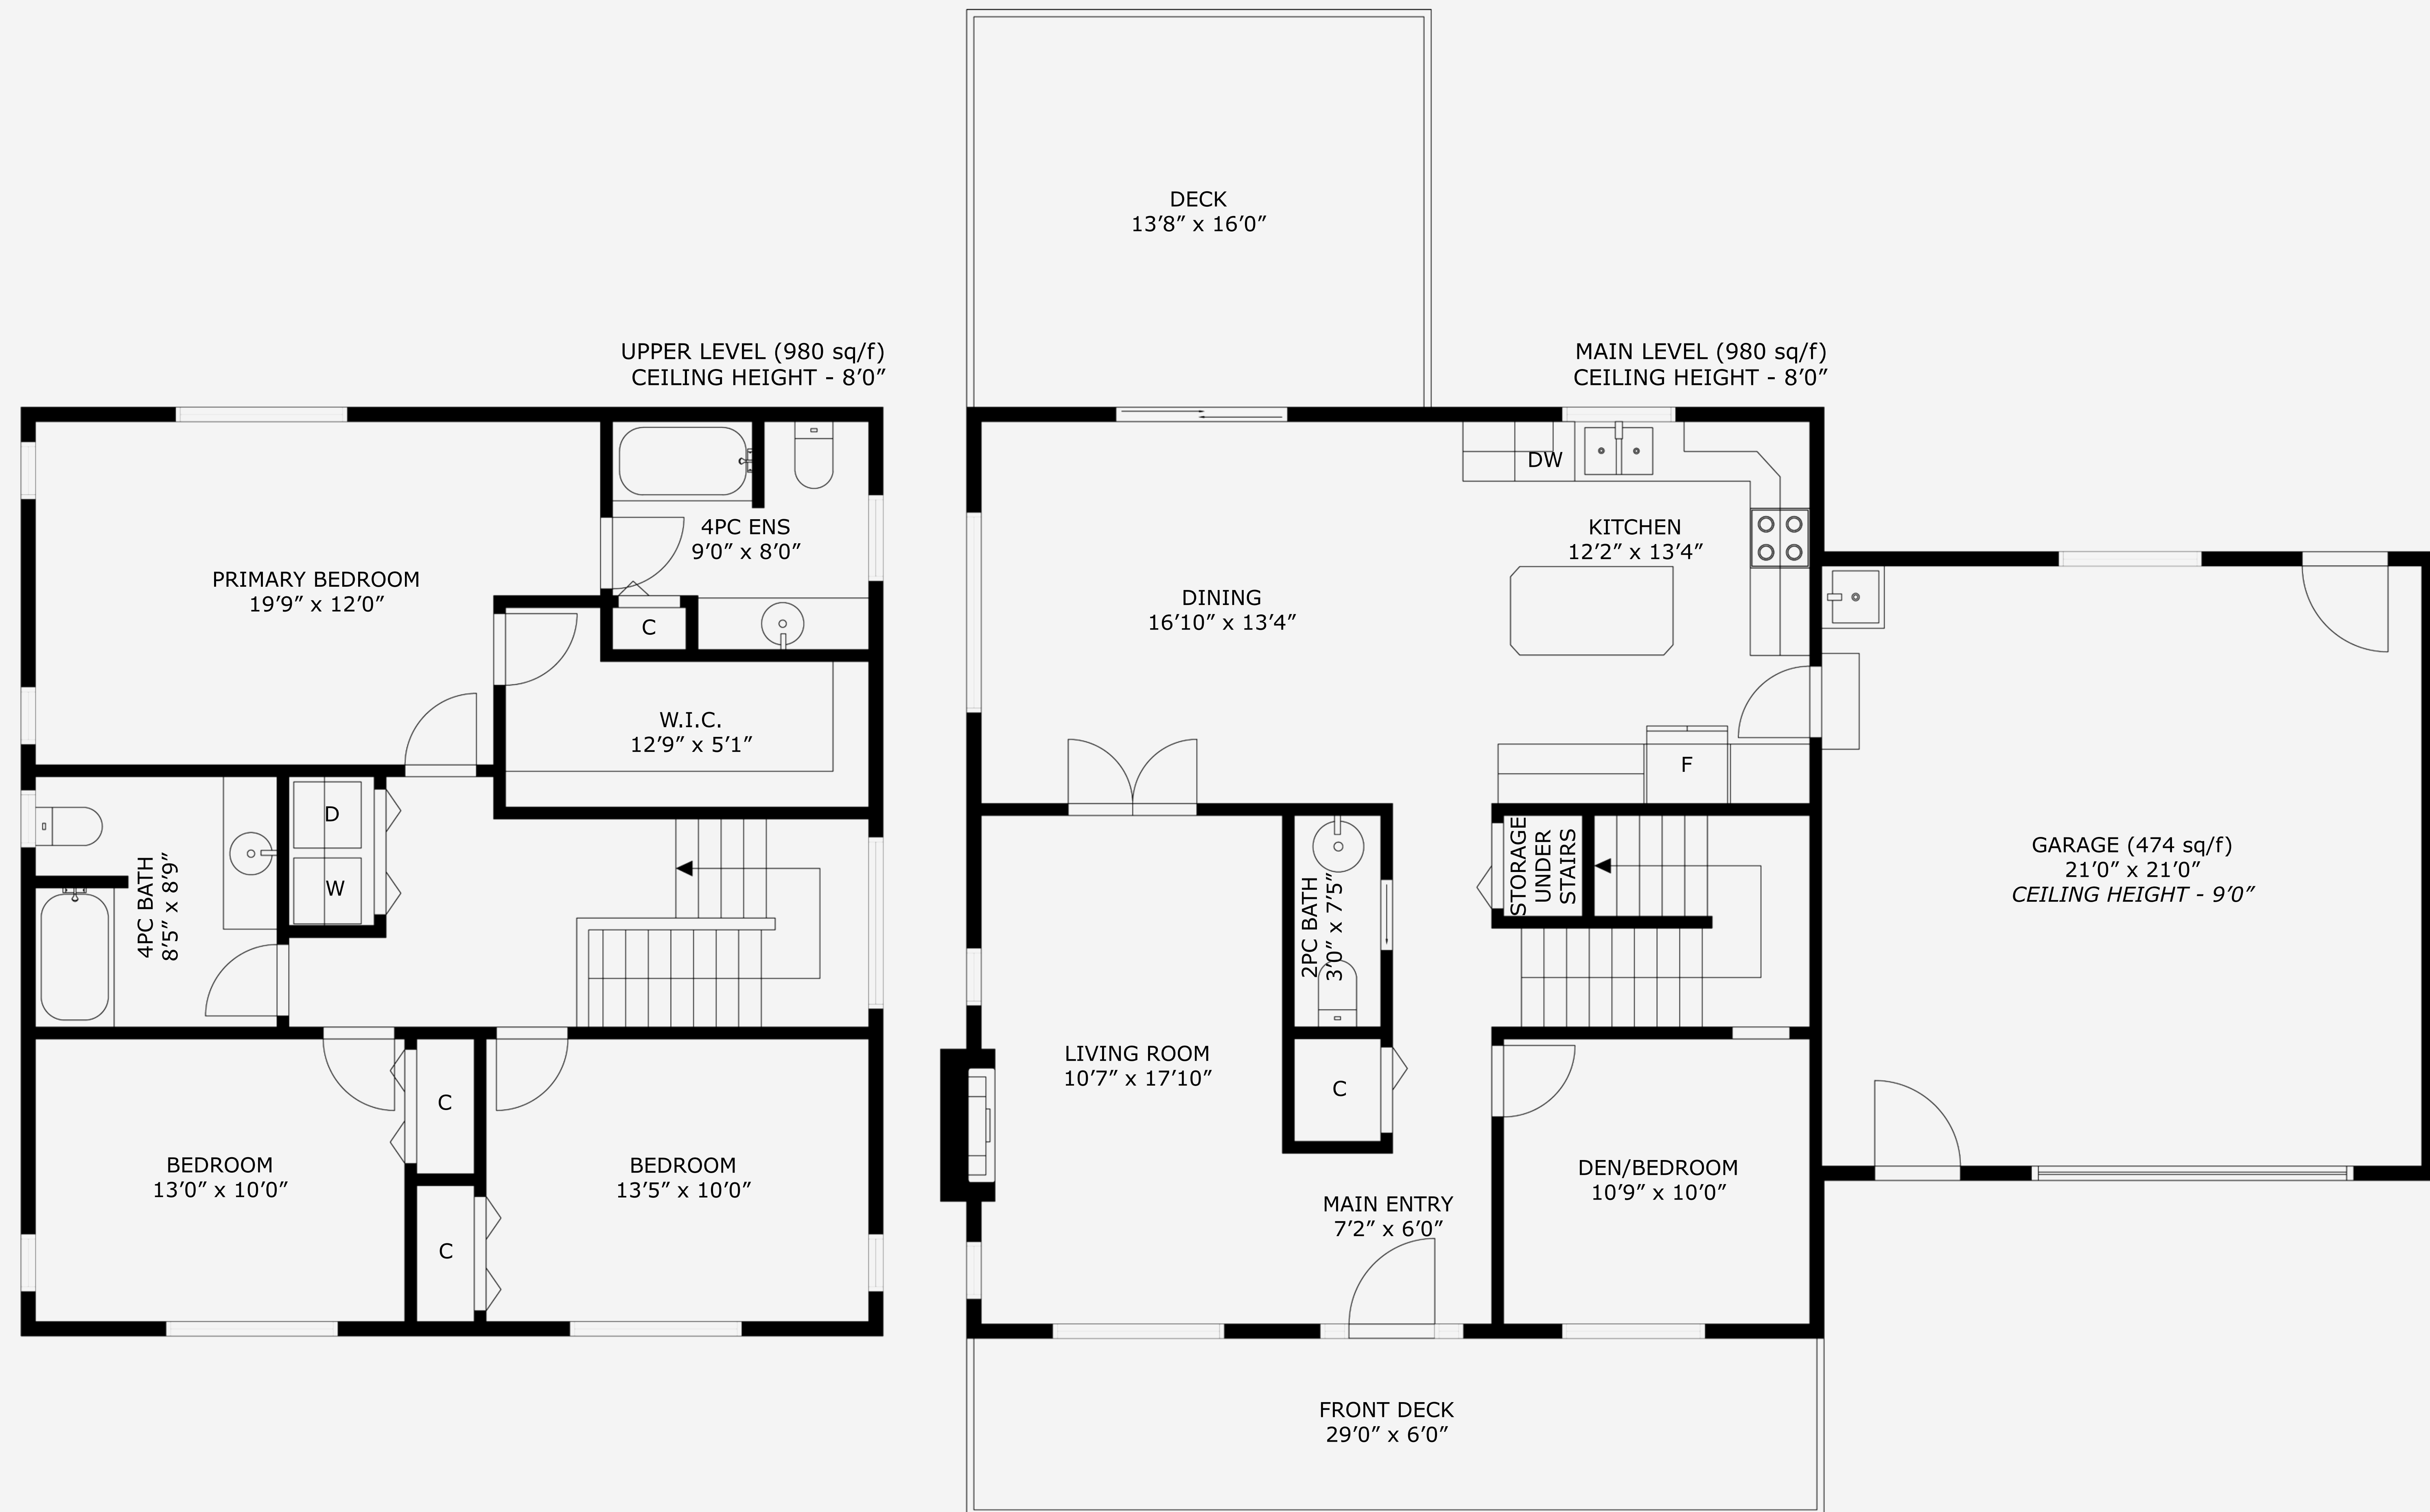 DECK
13’8” x 16’0”
UPPER LEVEL (980 sq/f)
CEILING HEIGHT - 8’0”
MAIN LEVEL (980 sq/f)
CEILING HEIGHT - 8’0”
PRIMARY BEDROOM
19’9” x 12’0”
4PC ENS
9’0” x 8’0”
C
W.I.C.
12’9” x 5’1”
D
W
4PC BATH
8’5” x 8’9”
BEDROOM
13’0” x 10’0”
C
C
BEDROOM
13’5” x 10’0”
DW
KITCHEN
12’2” x 13’4”
DINING
16’10” x 13’4”
F
STORAGE
UNDER
STAIRS
2PC BATH
3’0” x 7’5”
LIVING ROOM
10’7” x 17’10”
C
MAIN ENTRY
7’2” x 6’0”
DEN/BEDROOM
10’9” x 10’0”
GARAGE (474 sq/f)
21’0” x 21’0”
CEILING HEIGHT - 9’0”
FRONT DECK
29’0” x 6’0”